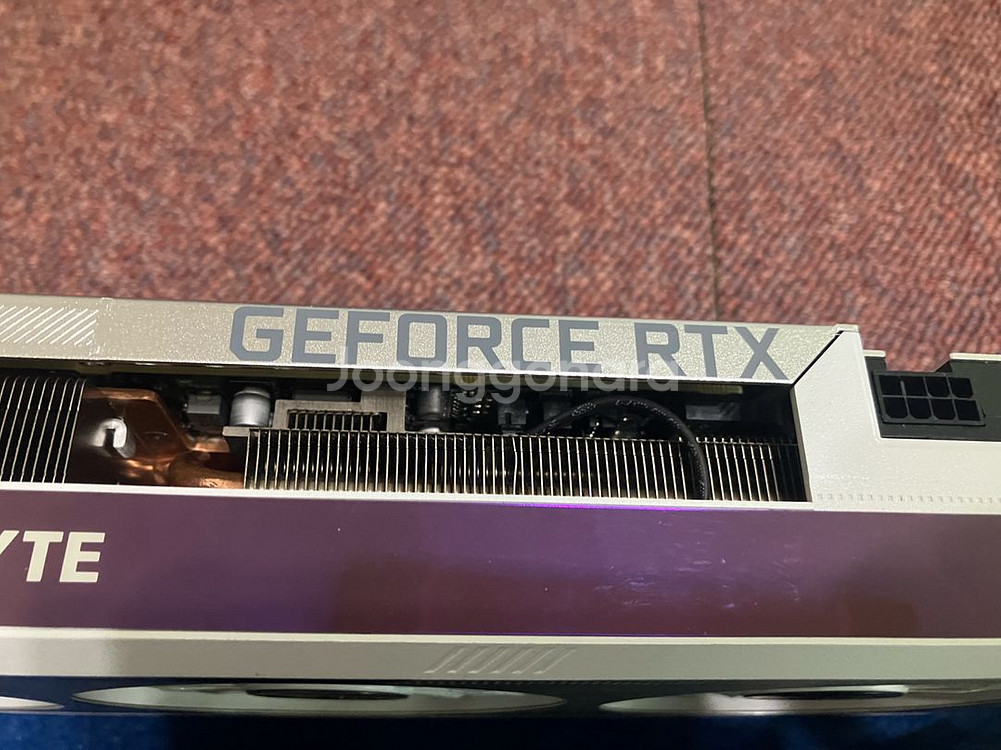 GEFORCE RTX
Joonggonara
YTE